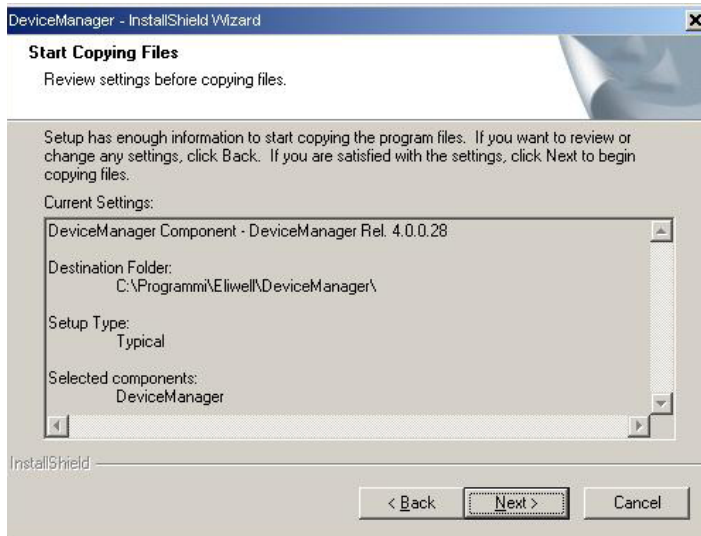 DeviceManager - InstallShield Wizard
Start Copying Files
Review settings before copying files.
Setup has enough information to start copying the program files. If you want to review or
change any settings, click Back. If you are satisfied with the settings, click Next to begin
copying files.
Current Settings:
DeviceManager Component - DeviceManager Rel. 4.0.0.28
Destination Folder:
C:\Programmi\Eliwell\DeviceManager\
Setup Type:
Typical
Selected components:
DeviceManager
InstallShield
< Back Next > Cancel